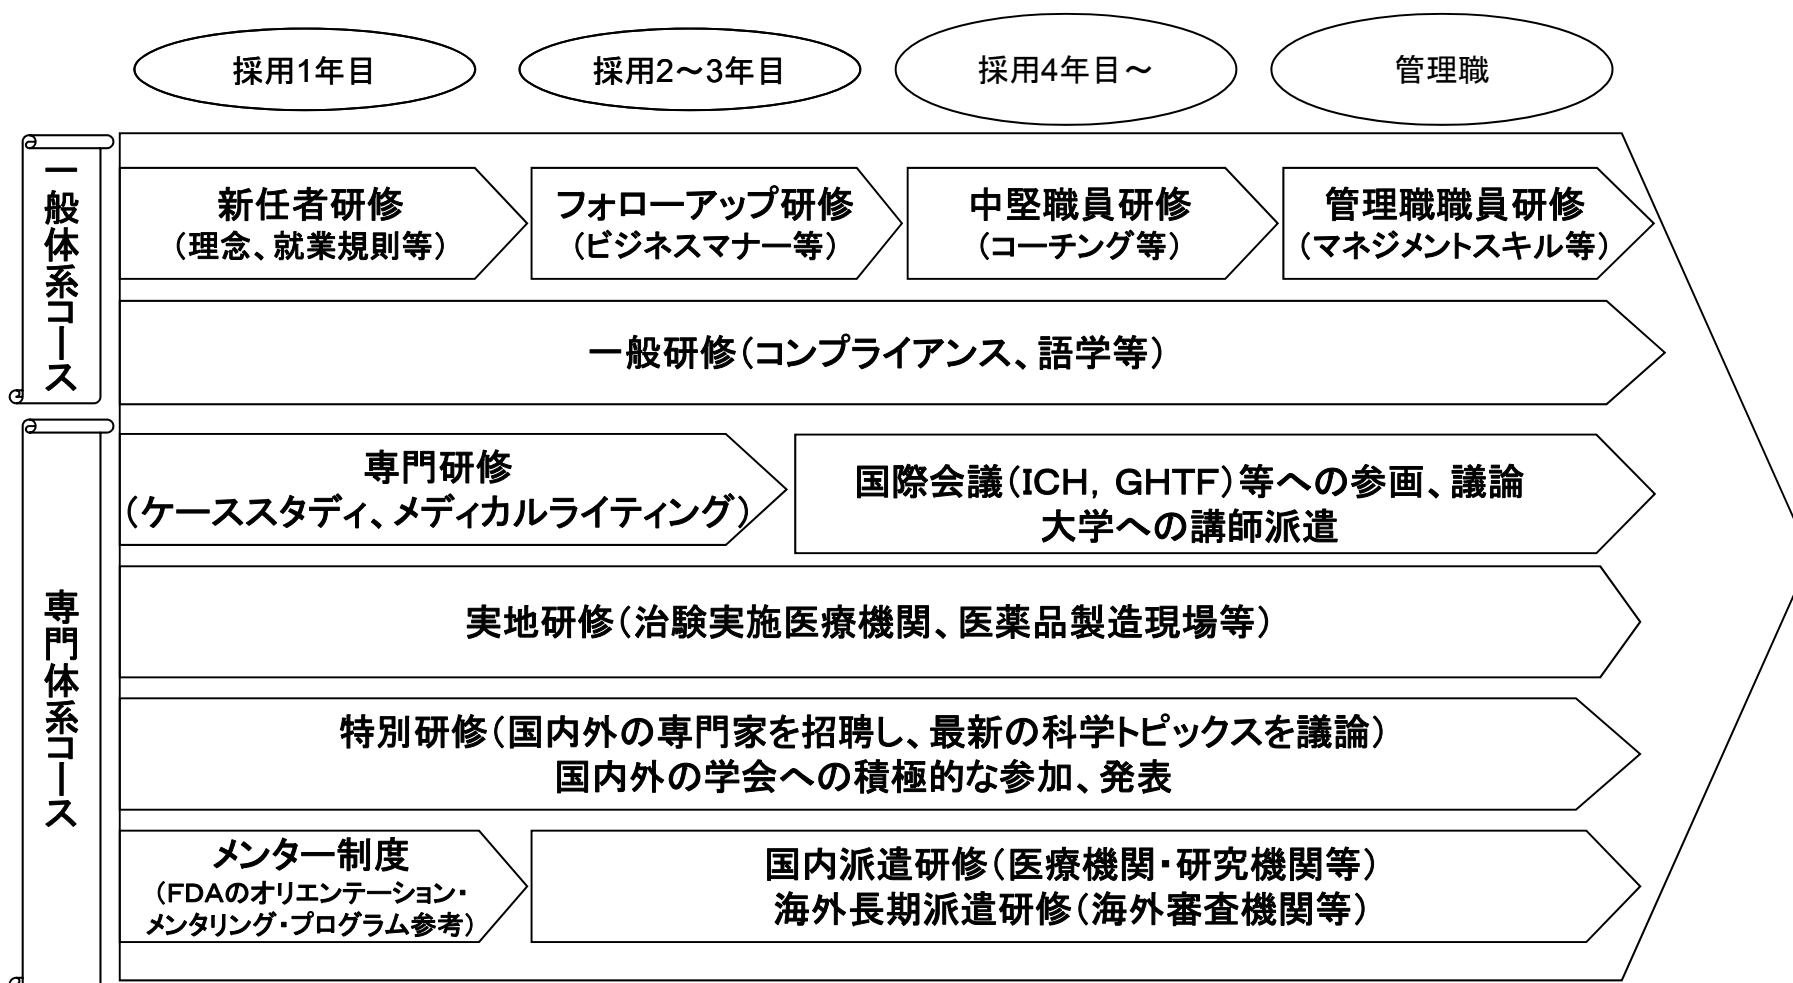 採用1年目
採用2～3年目
採用4年目～
管理職
一般体系コース
新任者研修
（理念、就業規則等）
フォローアップ研修
（ビジネスマナー等）
中堅職員研修
（コーチング等）
管理職職員研修
（マネジメントスキル等）
一般研修（コンプライアンス、語学等）
専門体系コース
専門研修
（ケーススタディ、メディカルライティング）
国際会議（ICH，GHTF）等への参画、議論
大学への講師派遣
実地研修（治験実施医療機関、医薬品製造現場等）
特別研修（国内外の専門家を招聘し、最新の科学トピックスを議論）
国内外の学会への積極的な参加、発表
メンター制度
（FDAのオリエンテーション・
メンタリング・プログラム参考）
国内派遣研修（医療機関・研究機関等）
海外長期派遣研修（海外審査機関等）